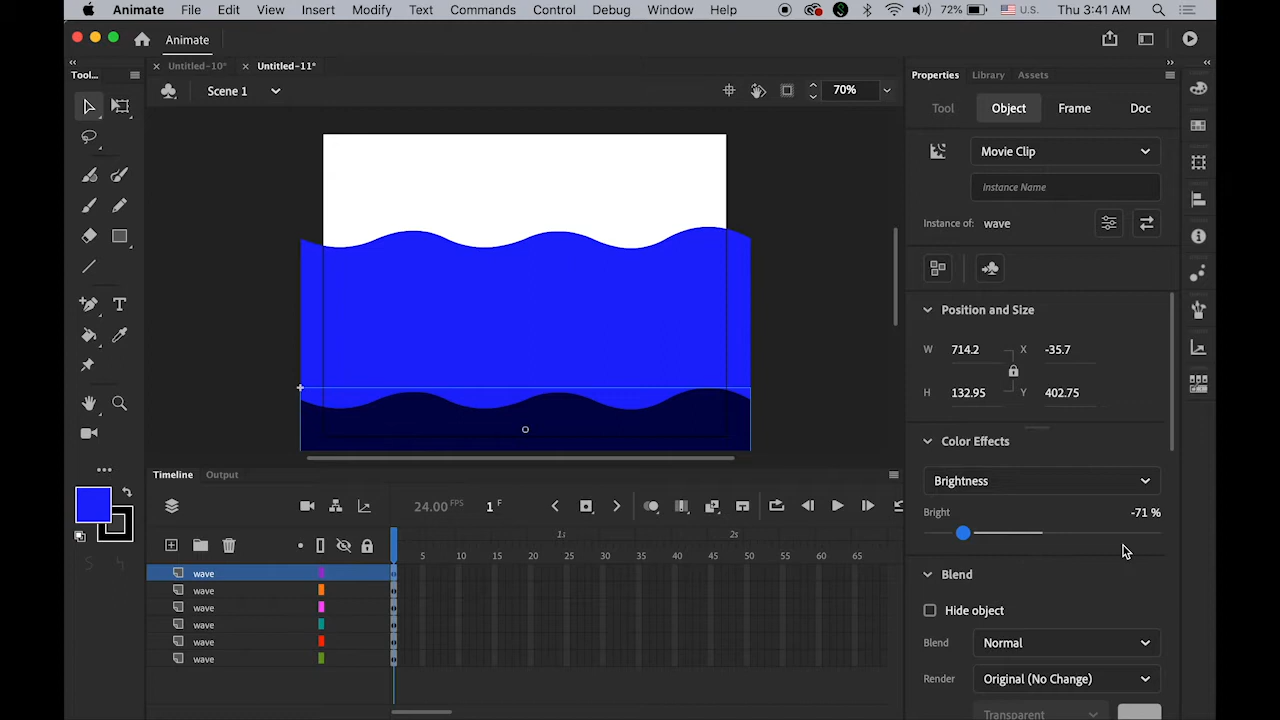 Animate File Edit View Insert Modify Text Commands Control Debug Window Help 72% U.S. Thu 3:41 AM
Animate
Tool... Untitled-10* Untitled-11* Properties Library Assets
Scene 1 70%
Tool Object Frame Doc
Movie Clip
Instance Name
Instance of: wave
Position and Size
W 714.2 X -35.7
H 132.95 Y 402.75
Color Effects
Brightness
Bright -71 %
Blend
Hide object
Blend Normal
Render Original (No Change)
Transparent
Timeline Output
24.00 FPS 1 F
1s 2s
5 10 15 20 25 30 35 40 45 50 55 60 65
wave
wave
wave
wave
wave
wave